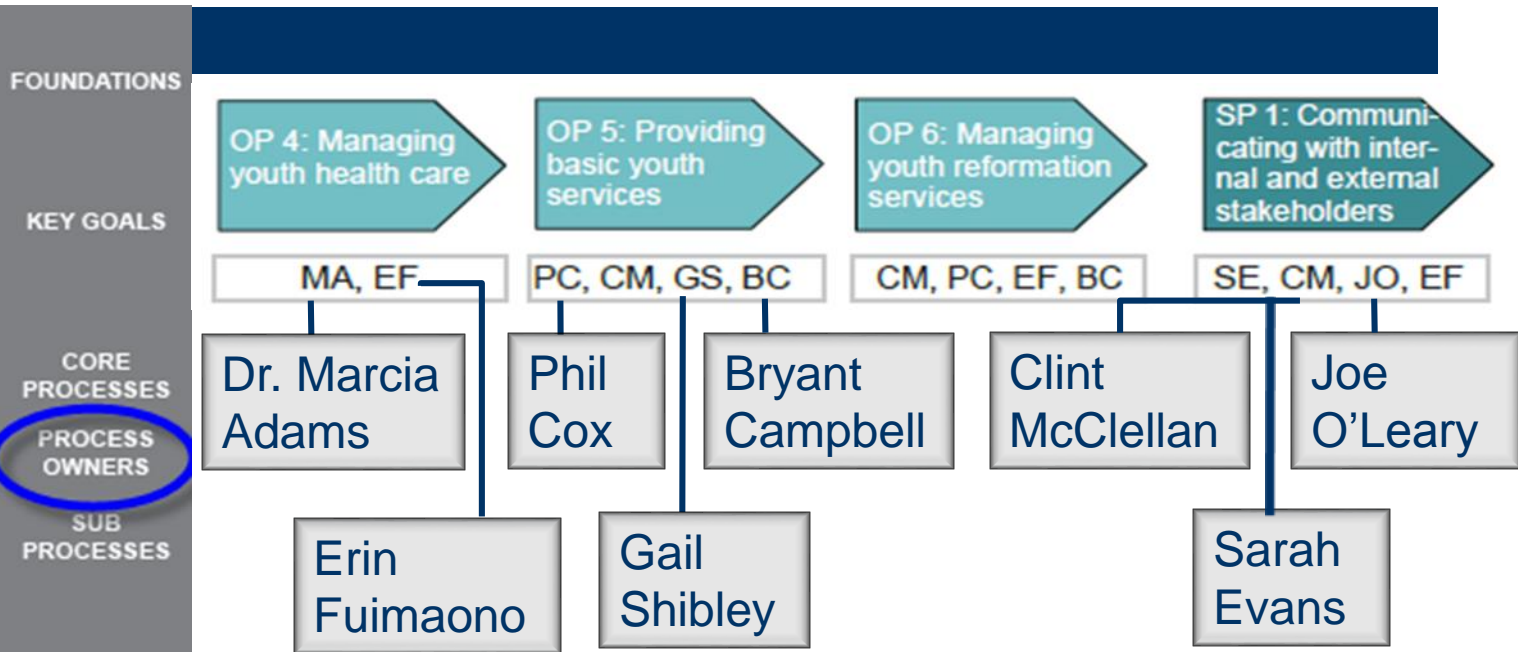 FOUNDATIONS
KEY GOALS
CORE
PROCESSES
PROCESS
OWNERS
SUB
PROCESSES
OP 4: Managing
youth health care
OP 5: Providing
basic youth
services
OP 6: Managing
youth reformation
services
SP 1: Communi-
cating with inter-
nal and external
stakeholders
MA, EF
PC, CM, GS, BC
CM, PC, EF, BC
SE, CM, JO, EF
Dr. Marcia
Adams
Phil
Cox
Bryant
Campbell
Clint
McClellan
Joe
O’Leary
Erin
Fuimaono
Gail
Shibley
Sarah
Evans